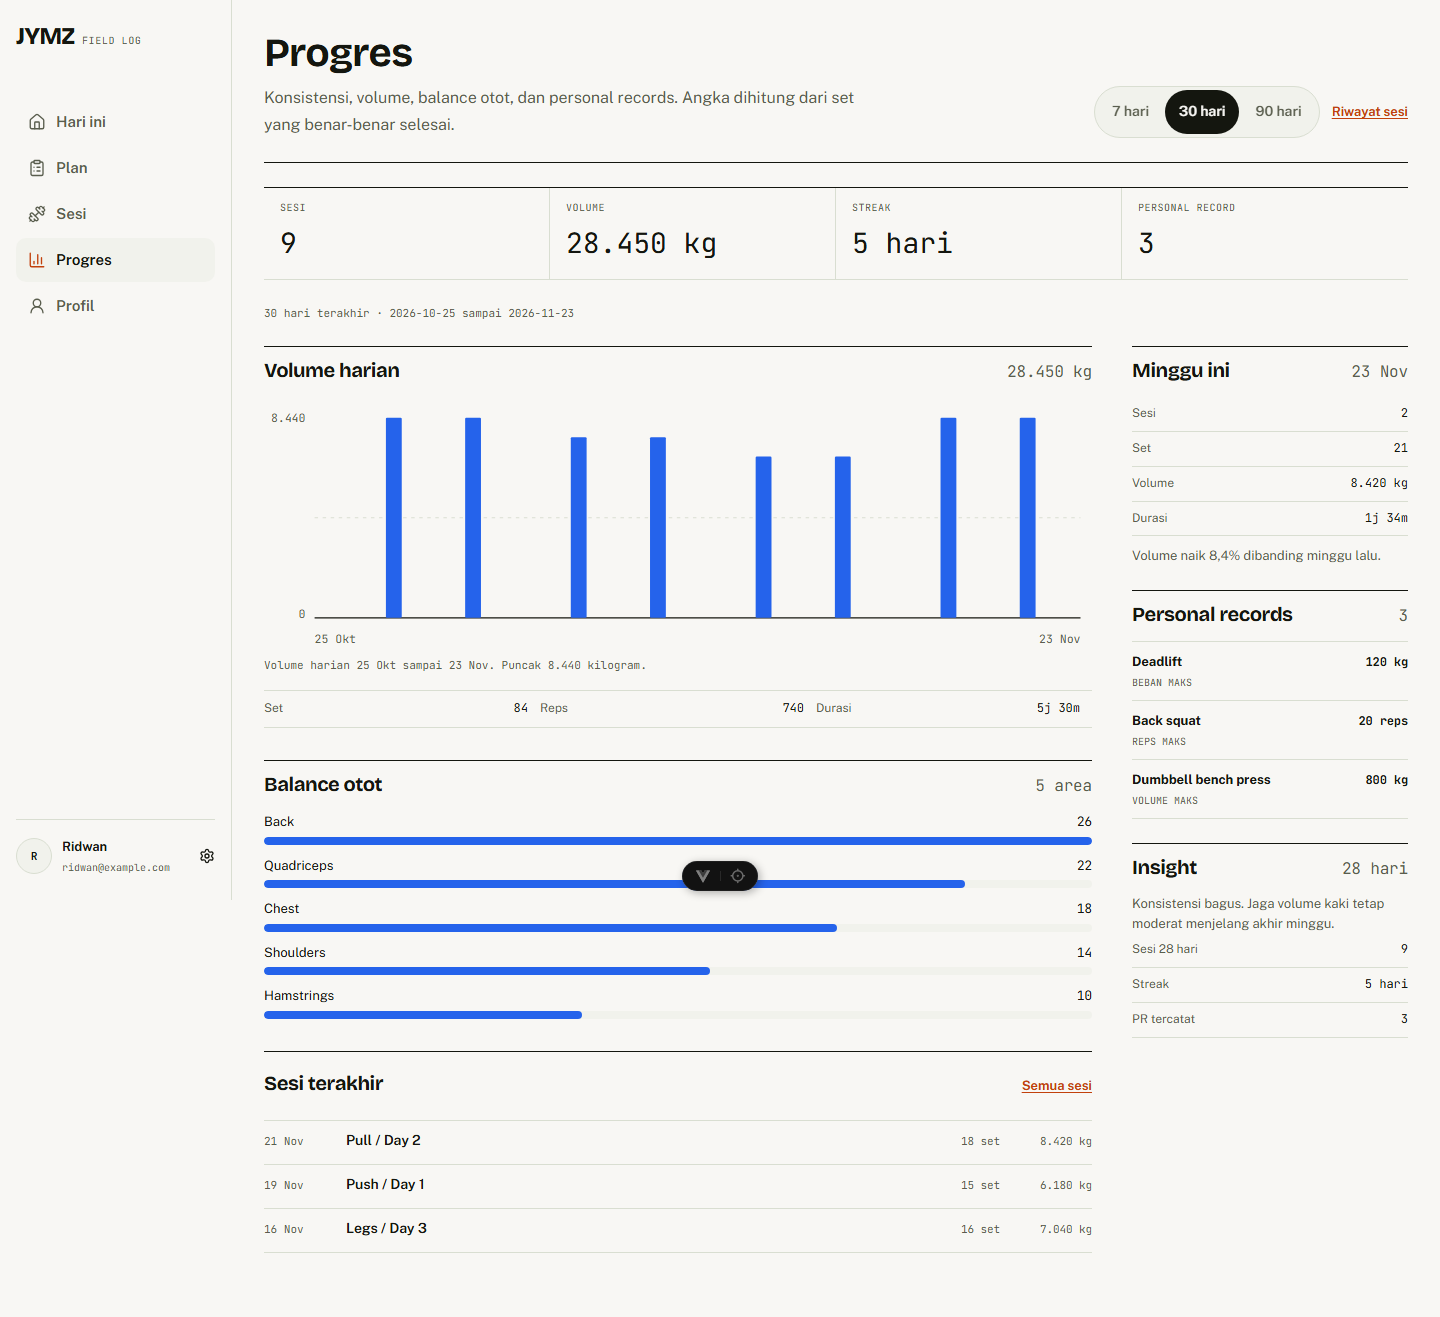 JYMZ FIELD LOG
Hari ini
Plan
Sesi
Progres
Profil
R
Ridwan
ridwan@example.com
Progres
Konsistensi, volume, balance otot, dan personal records. Angka dihitung dari set
yang benar-benar selesai.
7 hari 30 hari 90 hari Riwayat sesi
SESI
9
VOLUME
28.450 kg
STREAK
5 hari
PERSONAL RECORD
3
30 hari terakhir · 2026-10-25 sampai 2026-11-23
Volume harian 28.450 kg
8.440
0
25 Okt 23 Nov
Volume harian 25 Okt sampai 23 Nov. Puncak 8.440 kilogram.
Set 84 Reps 740 Durasi 5j 30m
Balance otot 5 area
Back 26
Quadriceps 22
Chest 18
Shoulders 14
Hamstrings 10
Sesi terakhir Semua sesi
21 Nov Pull / Day 2 18 set 8.420 kg
19 Nov Push / Day 1 15 set 6.180 kg
16 Nov Legs / Day 3 16 set 7.040 kg
Minggu ini 23 Nov
Sesi 2
Set 21
Volume 8.420 kg
Durasi 1j 34m
Volume naik 8,4% dibanding minggu lalu.
Personal records 3
Deadlift 120 kg
BEBAN MAKS
Back squat 20 reps
REPS MAKS
Dumbbell bench press 800 kg
VOLUME MAKS
Insight 28 hari
Konsistensi bagus. Jaga volume kaki tetap
moderat menjelang akhir minggu.
Sesi 28 hari 9
Streak 5 hari
PR tercatat 3